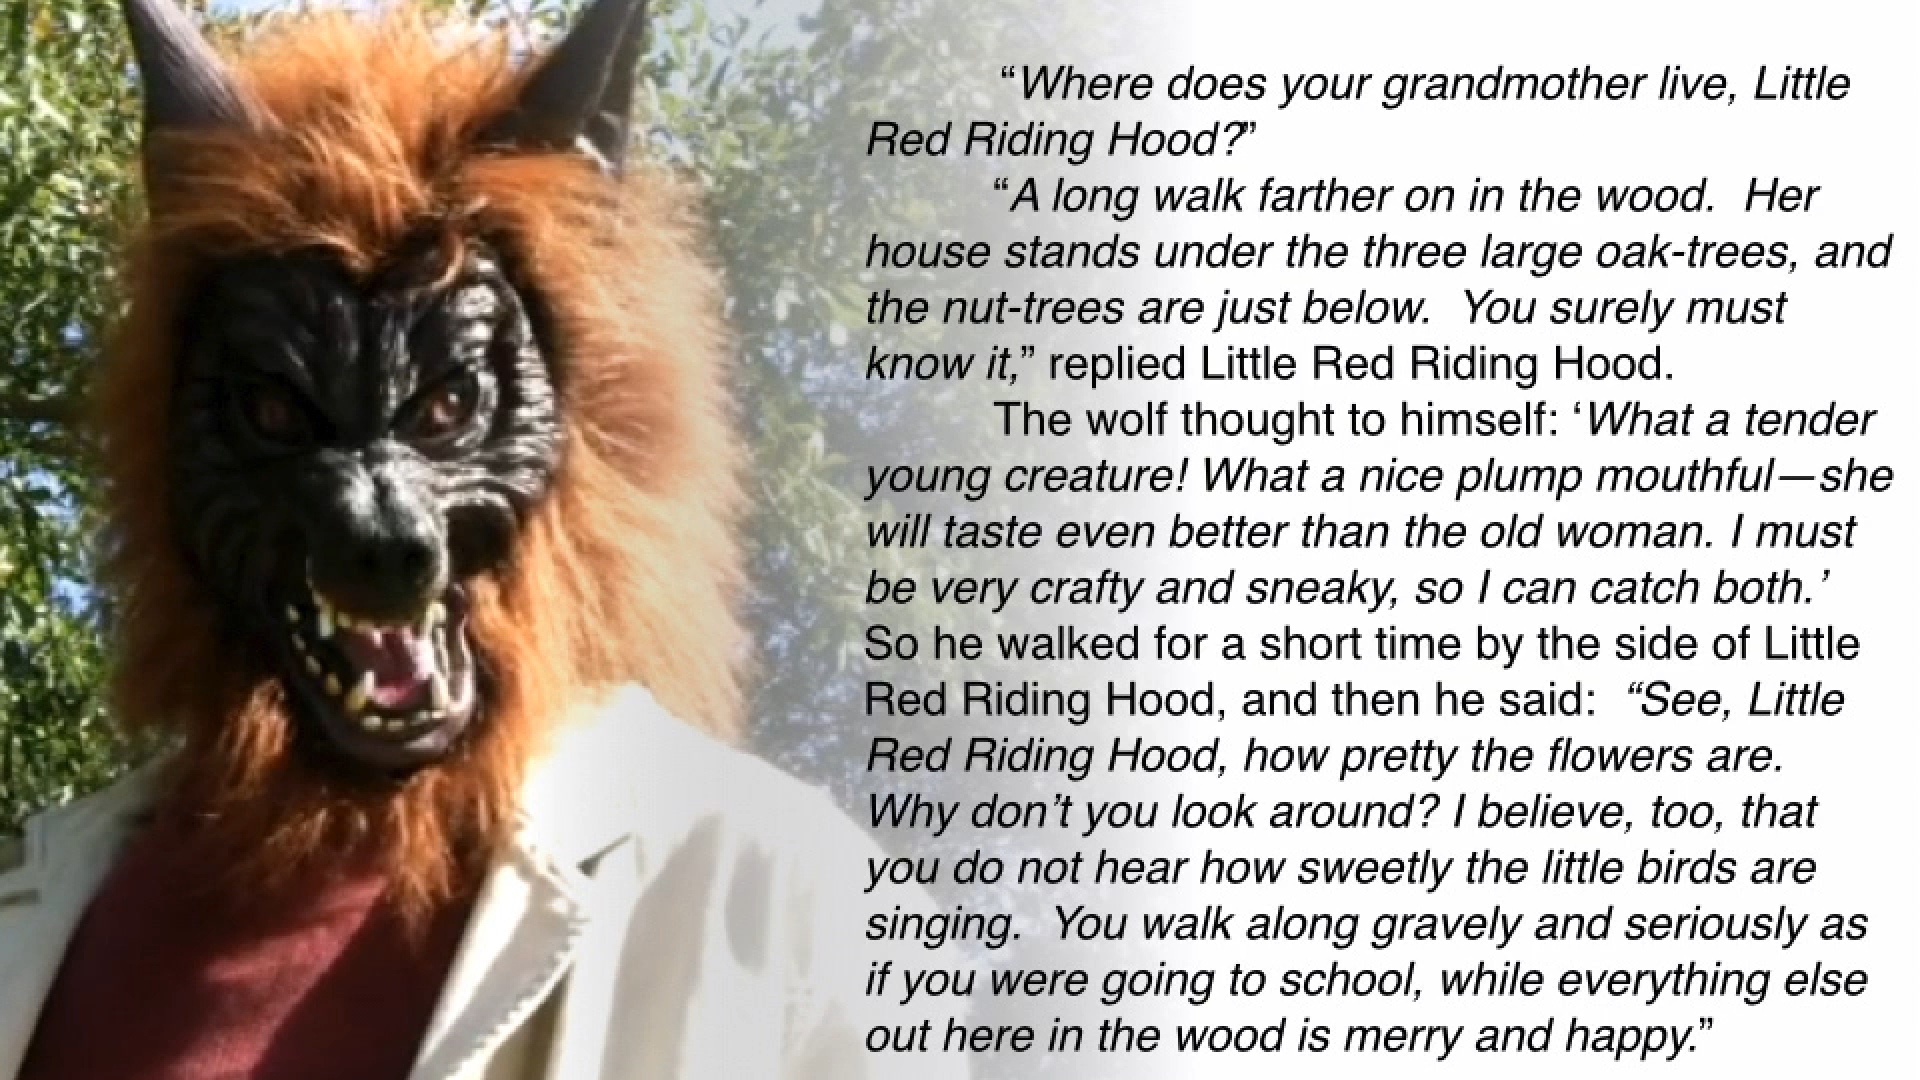 “Where does your grandmother live, Little
Red Riding Hood?”
“A long walk farther on in the wood.  Her
house stands under the three large oak-trees, and
the nut-trees are just below.  You surely must
know it,” replied Little Red Riding Hood.
The wolf thought to himself: ‘What a tender
young creature! What a nice plump mouthful—she
will taste even better than the old woman. I must
be very crafty and sneaky, so I can catch both.’
So he walked for a short time by the side of Little
Red Riding Hood, and then he said:  “See, Little
Red Riding Hood, how pretty the flowers are.
Why don’t you look around? I believe, too, that
you do not hear how sweetly the little birds are
singing.  You walk along gravely and seriously as
if you were going to school, while everything else
out here in the wood is merry and happy.”